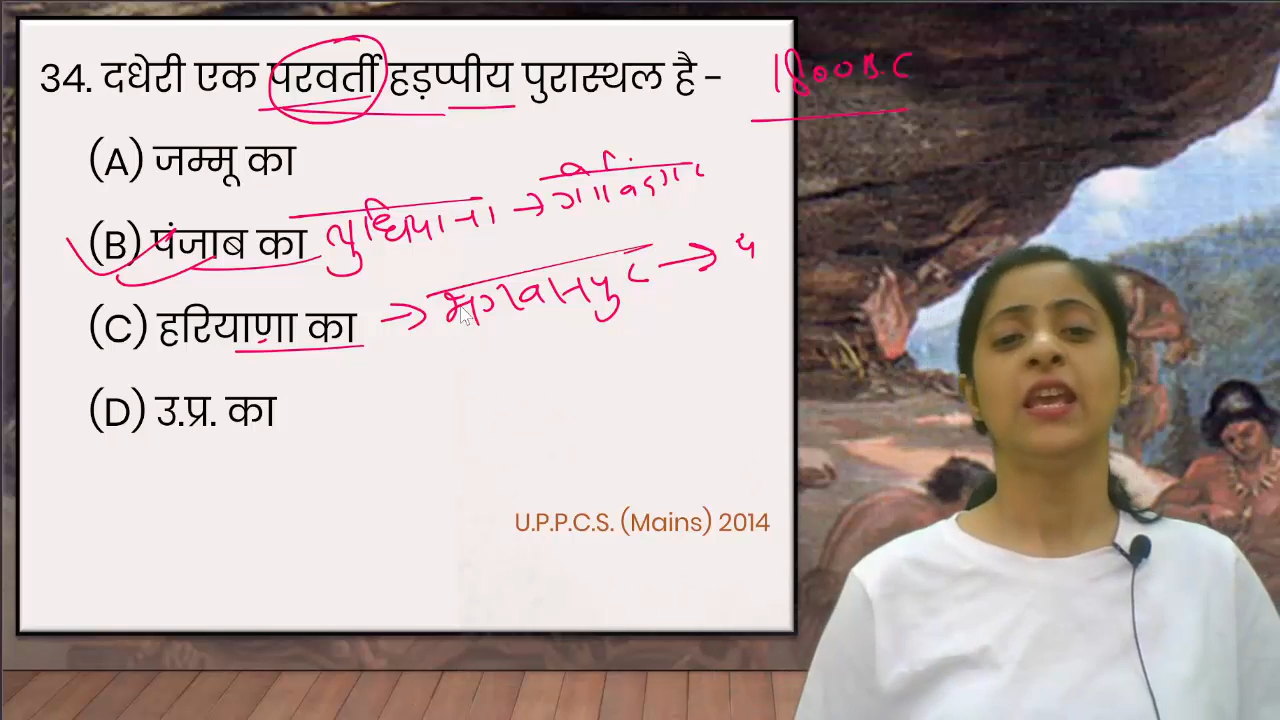 34. दधेरी एक परवर्ती हड़प्पीय पुरास्थल है - 1800 B.C
(A) जम्मू का
(B) पंजाब का लुधियाना →
(C) हरियाणा का → भगवानपुर →
(D) उ.प्र. का
U.P.P.C.S. (Mains) 2014